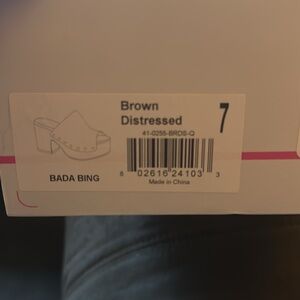 Brown
Distressed
7
41-0255-BRDS-Q
BADA BING
8 02616 24103 3
Made in China